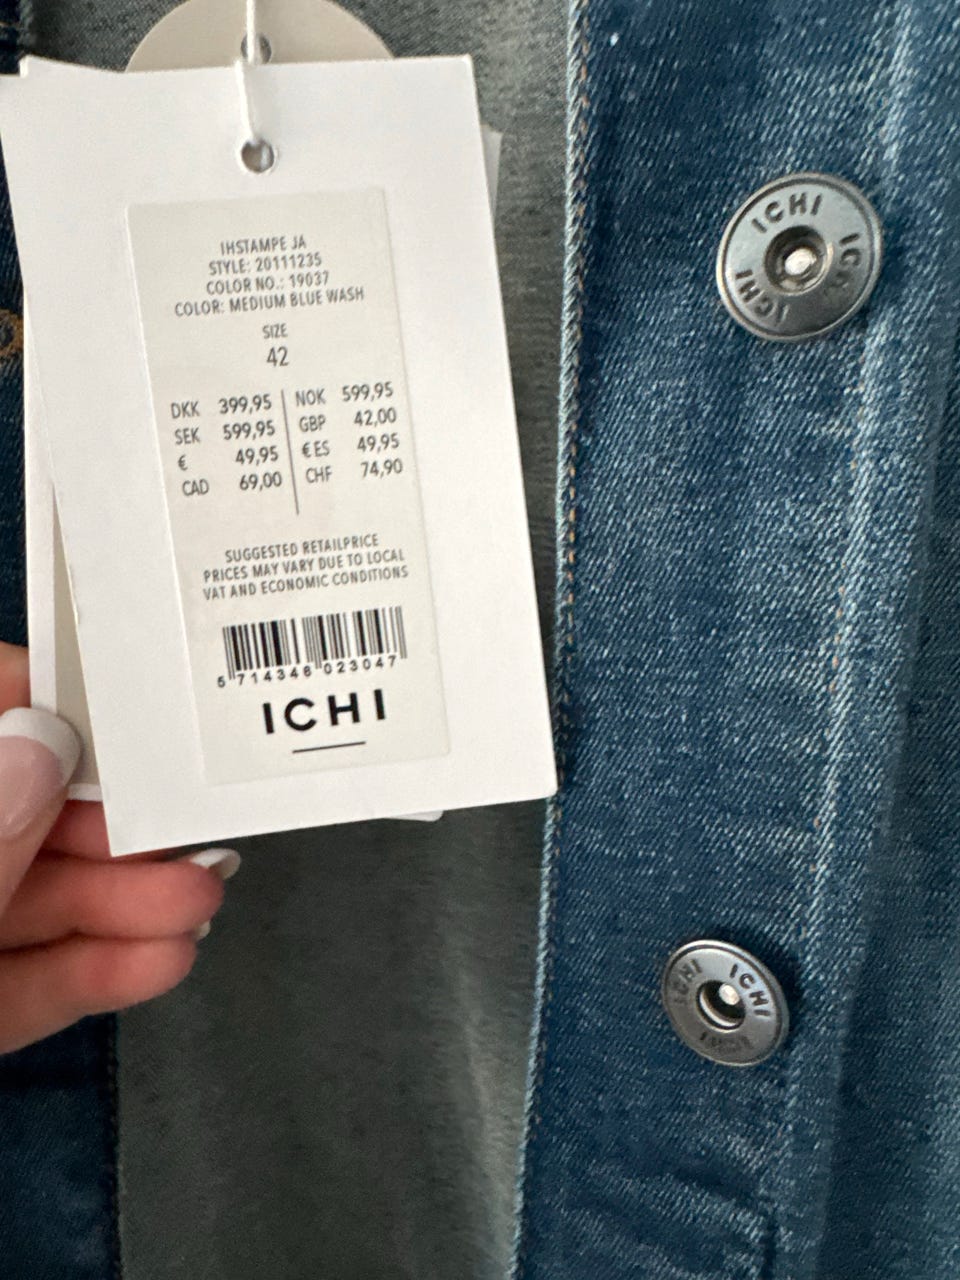 IHSTAMPE JA
STYLE: 20111235
COLOR NO.: 19037
COLOR: MEDIUM BLUE WASH
SIZE
42
DKK 399,95 NOK 599,95
SEK 599,95 GBP 42,00
€ 49,95 € ES 49,95
CAD 69,00 CHF 74,90
SUGGESTED RETAILPRICE
PRICES MAY VARY DUE TO LOCAL
VAT AND ECONOMIC CONDITIONS
5 714346 023047
ICHI
ICHI ICHI ICHI ICHI
ICHI ICHI